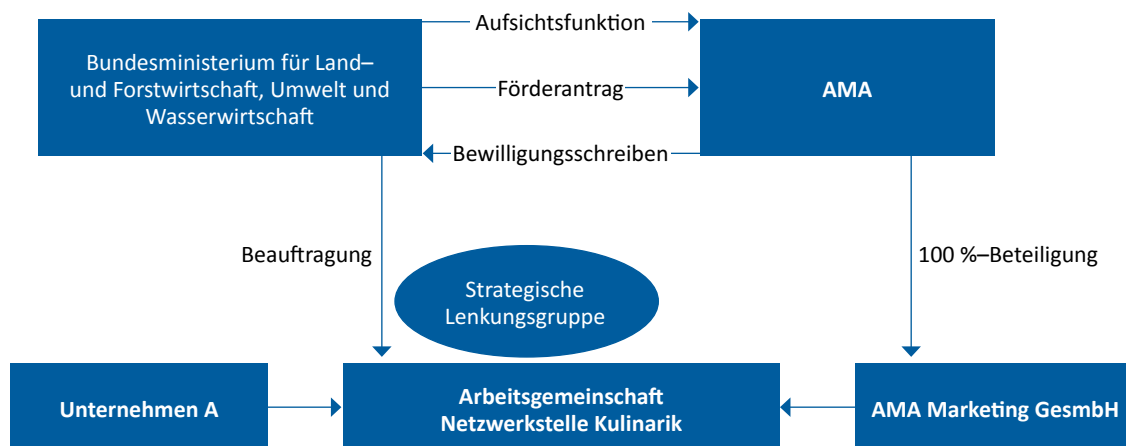 Aufsichtsfunktion
Bundesministerium für Land–
und Forstwirtschaft, Umwelt und
Wasserwirtschaft
Förderantrag
AMA
Bewilligungsschreiben
Beauftragung
100 %–Beteiligung
Strategische
Lenkungsgruppe
Unternehmen A
Arbeitsgemeinschaft
Netzwerkstelle Kulinarik
AMA Marketing GesmbH